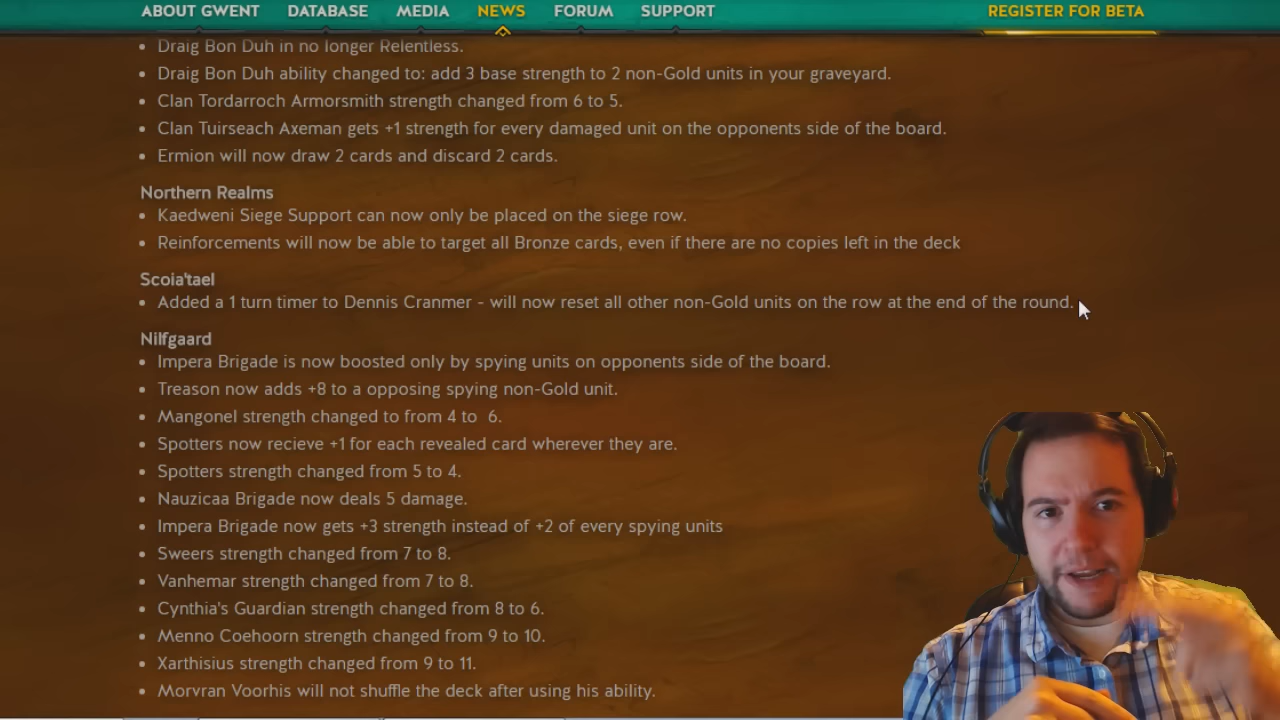 ABOUT GWENT DATABASE MEDIA NEWS FORUM SUPPORT REGISTER FOR BETA
Draig Bon Duh in no longer Relentless.
Draig Bon Duh ability changed to: add 3 base strength to 2 non-Gold units in your graveyard.
Clan Tordarroch Armorsmith strength changed from 6 to 5.
Clan Tuirseach Axeman gets +1 strength for every damaged unit on the opponents side of the board.
Ermion will now draw 2 cards and discard 2 cards.
Northern Realms
Kaedweni Siege Support can now only be placed on the siege row.
Reinforcements will now be able to target all Bronze cards, even if there are no copies left in the deck
Scoia'tael
Added a 1 turn timer to Dennis Cranmer - will now reset all other non-Gold units on the row at the end of the round.
Nilfgaard
Impera Brigade is now boosted only by spying units on opponents side of the board.
Treason now adds +8 to a opposing spying non-Gold unit.
Mangonel strength changed to from 4 to 6.
Spotters now recieve +1 for each revealed card wherever they are.
Spotters strength changed from 5 to 4.
Nauzicaa Brigade now deals 5 damage.
Impera Brigade now gets +3 strength instead of +2 of every spying units
Sweers strength changed from 7 to 8.
Vanhemar strength changed from 7 to 8.
Cynthia's Guardian strength changed from 8 to 6.
Menno Coehoorn strength changed from 9 to 10.
Xarthisius strength changed from 9 to 11.
Morvran Voorhis will not shuffle the deck after using his ability.